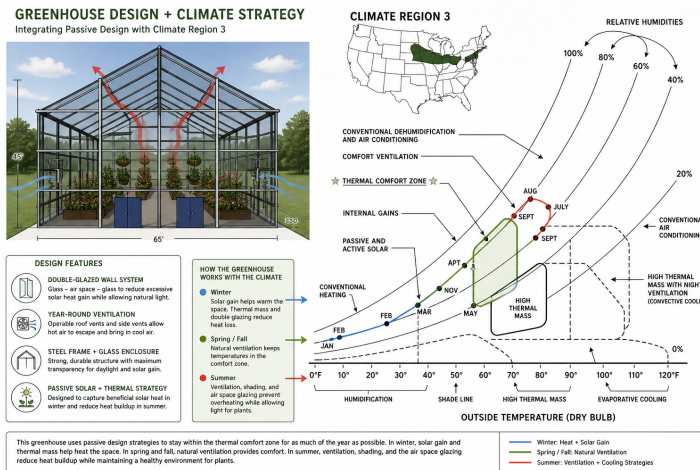 GREENHOUSE DESIGN + CLIMATE STRATEGY
Integrating Passive Design with Climate Region 3
45'
65'
DESIGN FEATURES
DOUBLE-GLAZED WALL SYSTEM
Glass – air space – glass to reduce excessive
solar heat gain while allowing natural light.
YEAR-ROUND VENTILATION
Operable roof vents and side vents allow
hot air to escape and bring in cool air.
STEEL FRAME + GLASS ENCLOSURE
Strong, durable structure with maximum
transparency for daylight and solar gain.
PASSIVE SOLAR + THERMAL STRATEGY
Designed to capture beneficial solar heat in
winter and reduce heat buildup in summer.
HOW THE GREENHOUSE
WORKS WITH THE CLIMATE
Winter
Solar gain helps warm the
space. Thermal mass and
double glazing reduce
heat loss.
Spring / Fall
Natural ventilation keeps
temperatures in the
comfort zone.
Summer
Ventilation, shading, and
air space glazing prevent
overheating while allowing
light for plants.
CLIMATE REGION 3
RELATIVE HUMIDITIES
100%
80%
60%
40%
20%
0%
CONVENTIONAL DEHUMIDIFICATION
AND AIR CONDITIONING
COMFORT VENTILATION
THERMAL COMFORT ZONE
INTERNAL GAINS
PASSIVE AND
ACTIVE SOLAR
CONVENTIONAL
HEATING
AUG
JULY
SEPT
SEPT
APT
NOV
MAR
MAY
FEB
FEB
JAN
HIGH
THERMAL
MASS
CONVENTIONAL
AIR
CONDITIONING
HIGH THERMAL
MASS WITH NIGHT
VENTILATION
(CONVECTIVE COOLING)
0°F
10°
20°
30°
40°
50°
60°
70°
80°
90°
100°
110°F
HUMIDIFICATION
SHADE LINE
HIGH THERMAL MASS
EVAPORATIVE COOLING
OUTSIDE TEMPERATURE (DRY BULB)
This greenhouse uses passive design strategies to stay within the thermal comfort zone for as much of the year as possible. In winter, solar gain and
thermal mass help heat the space. In spring and fall, natural ventilation provides comfort. In summer, ventilation, shading, and the air space glazing
reduce heat buildup while maintaining a healthy environment for plants.
Winter: Heat + Solar Gain
Spring / Fall: Natural Ventilation
Summer: Ventilation + Cooling Strategies